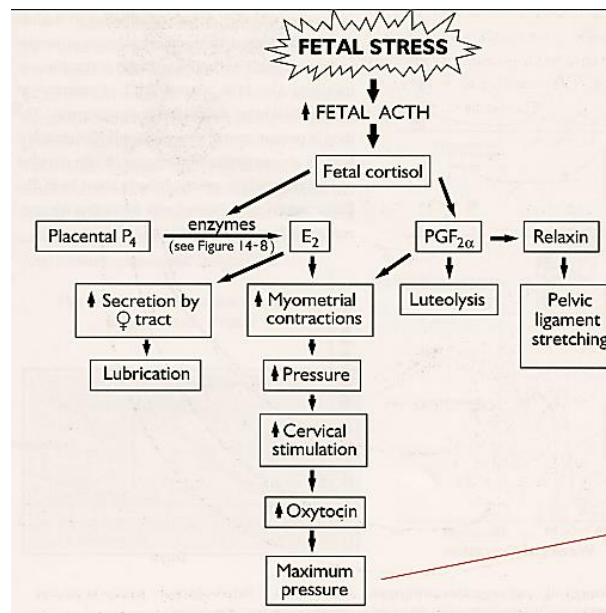 FETAL STRESS
⬆ FETAL ACTH
Fetal cortisol
enzymes
Placental P₄
(see Figure 14-8)
E₂
PGF₂α
Relaxin
⬆ Secretion by
♀ tract
⬆ Myometrial
contractions
Luteolysis
Pelvic
ligament
stretching
Lubrication
⬆ Pressure
⬆ Cervical
stimulation
⬆ Oxytocin
Maximum
pressure